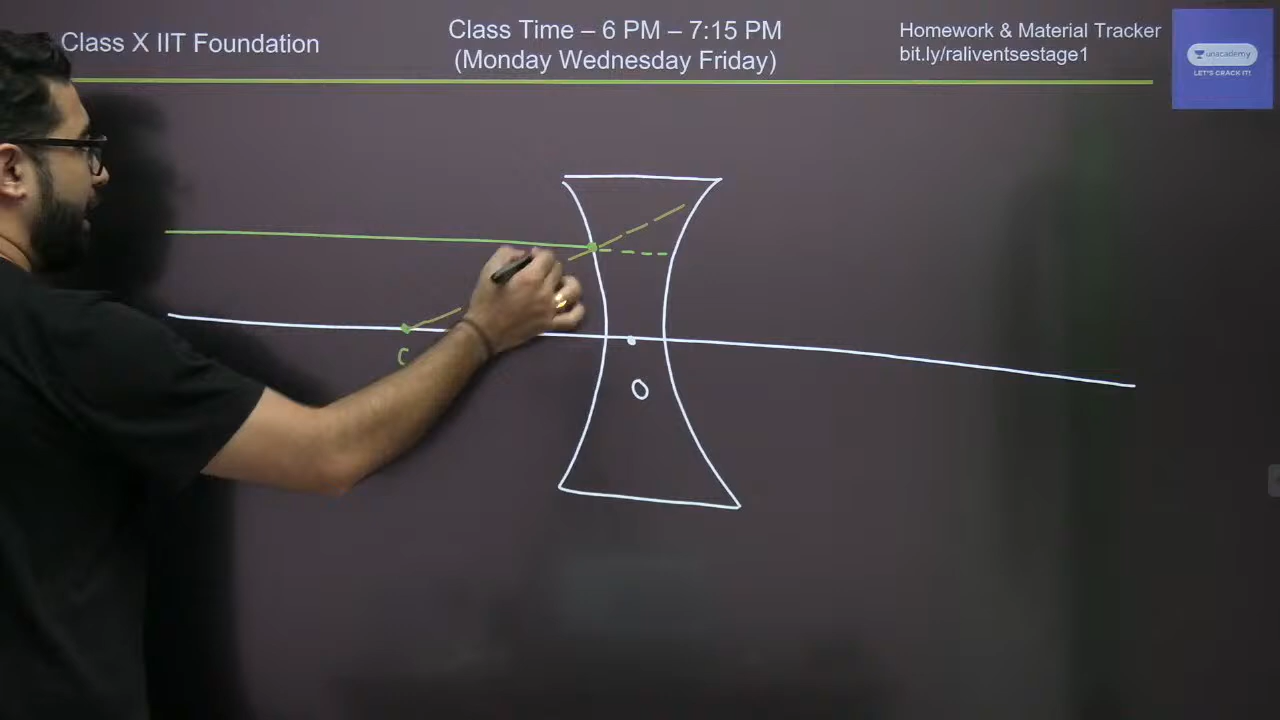 Class X IIT Foundation
Class Time – 6 PM – 7:15 PM
(Monday Wednesday Friday)
Homework & Material Tracker
bit.ly/raliventsestage1
unacademy
LET'S CRACK IT!
C
O